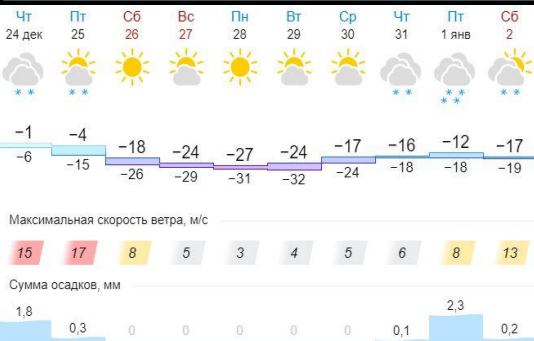 Чт Пт Сб Вс Пн Вт Ср Чт Пт Сб
24 дек 25 26 27 28 29 30 31 1 янв 2
−1 −4 −18 −24 −27 −24 −17 −16 −12 −17
−6 −15 −26 −29 −31 −32 −24 −18 −18 −19
Максимальная скорость ветра, м/с
15 17 8 5 3 4 5 6 8 13
Сумма осадков, мм
1,8 0,3 0 0 0 0 0 0,1 2,3 0,2